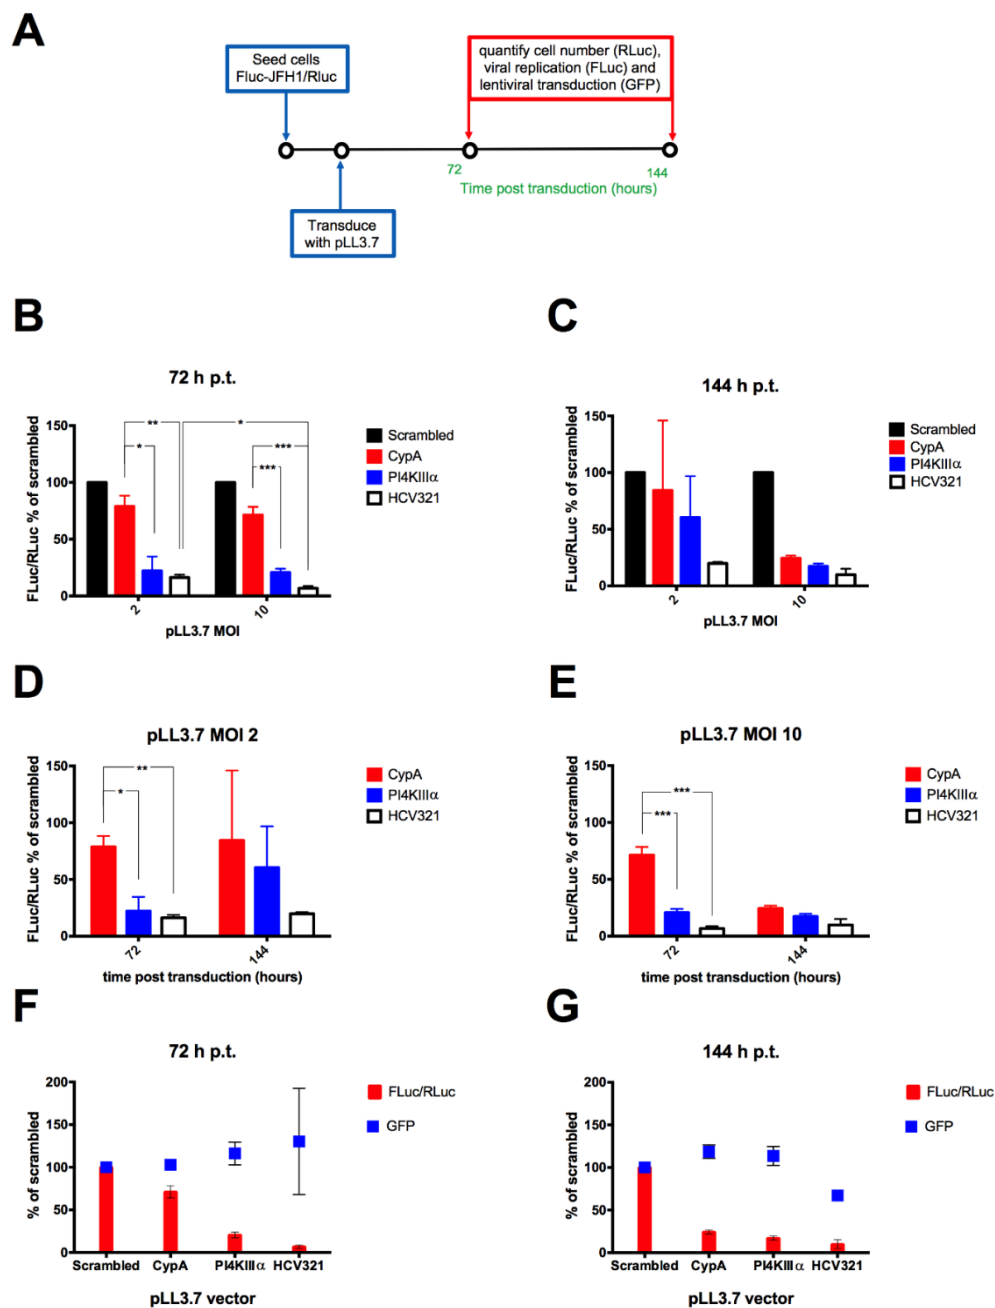 A
Seed cells
Fluc-JFH1/Rluc
quantify cell number (RLuc),
viral replication (FLuc) and
lentiviral transduction (GFP)
72
144
Time post transduction (hours)
Transduce
with pLL3.7
B
72 h p.t.
FLuc/RLuc % of scrambled
150
100
50
0
** *
* ***
***
2 10
pLL3.7 MOI
Scrambled
CypA
PI4KIIIα
HCV321
C
144 h p.t.
FLuc/RLuc % of scrambled
150
100
50
0
2 10
pLL3.7 MOI
Scrambled
CypA
PI4KIIIα
HCV321
D
pLL3.7 MOI 2
FLuc/RLuc % of scrambled
150
100
50
0
**
*
72 144
time post transduction (hours)
CypA
PI4KIIIα
HCV321
E
pLL3.7 MOI 10
FLuc/RLuc % of scrambled
150
100
50
0
***
***
72 144
time post transduction (hours)
CypA
PI4KIIIα
HCV321
F
72 h p.t.
% of scrambled
200
150
100
50
0
Scrambled CypA PI4KIIIα HCV321
pLL3.7 vector
FLuc/RLuc
GFP
G
144 h p.t.
% of scrambled
200
150
100
50
0
Scrambled CypA PI4KIIIα HCV321
pLL3.7 vector
FLuc/RLuc
GFP